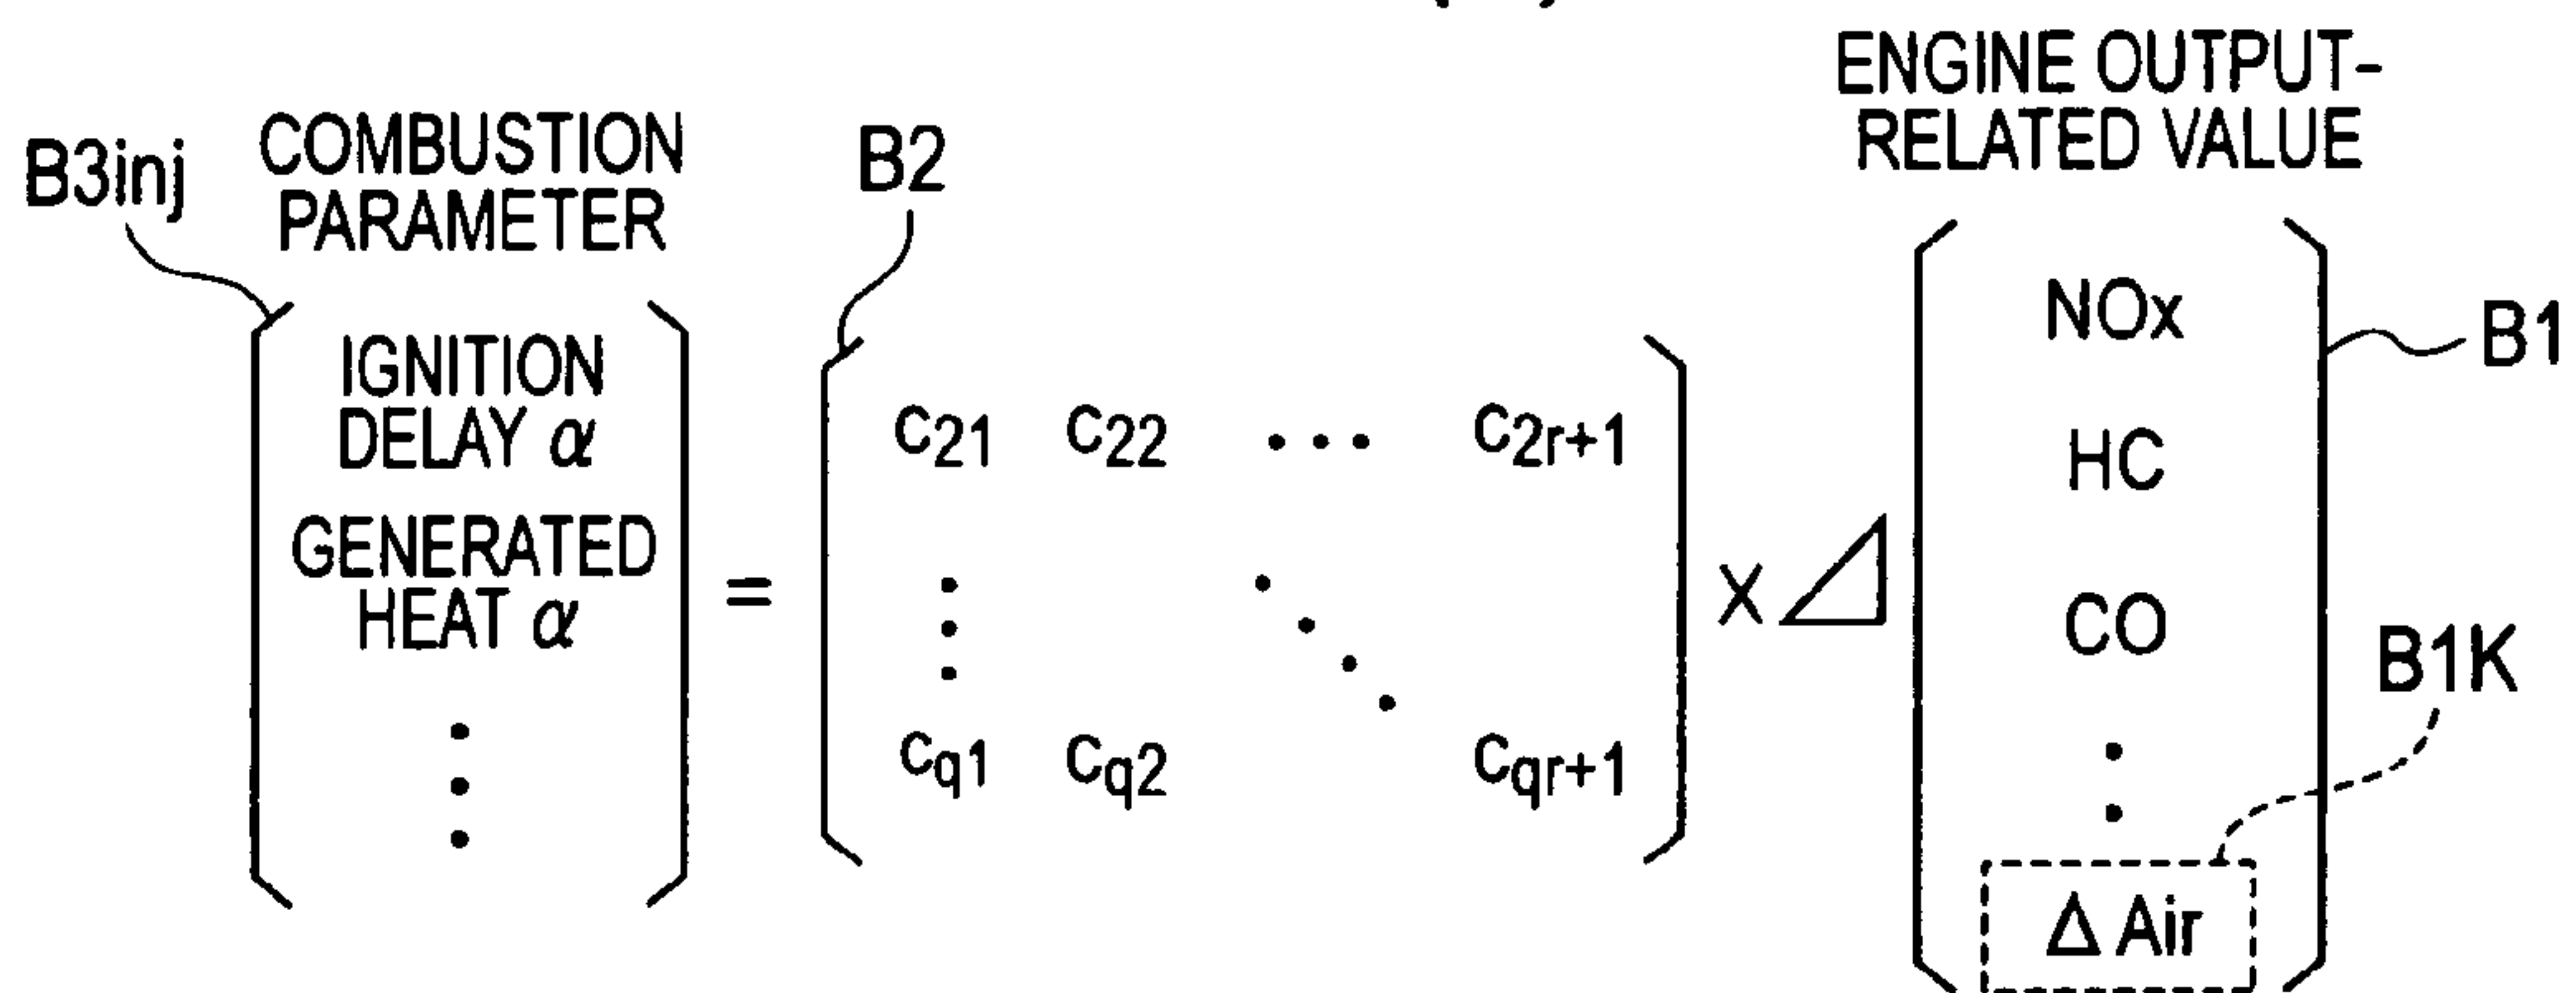 ENGINE OUTPUT-
RELATED VALUE
B3inj
COMBUSTION
PARAMETER
B2
IGNITION
DELAY α
GENERATED
HEAT α
⋮
=
c21 c22 ... c2r+1
⋮ ⋱
cq1 cq2 cqr+1
X Δ
NOx
HC
CO
⋮
Δ Air
B1
B1K